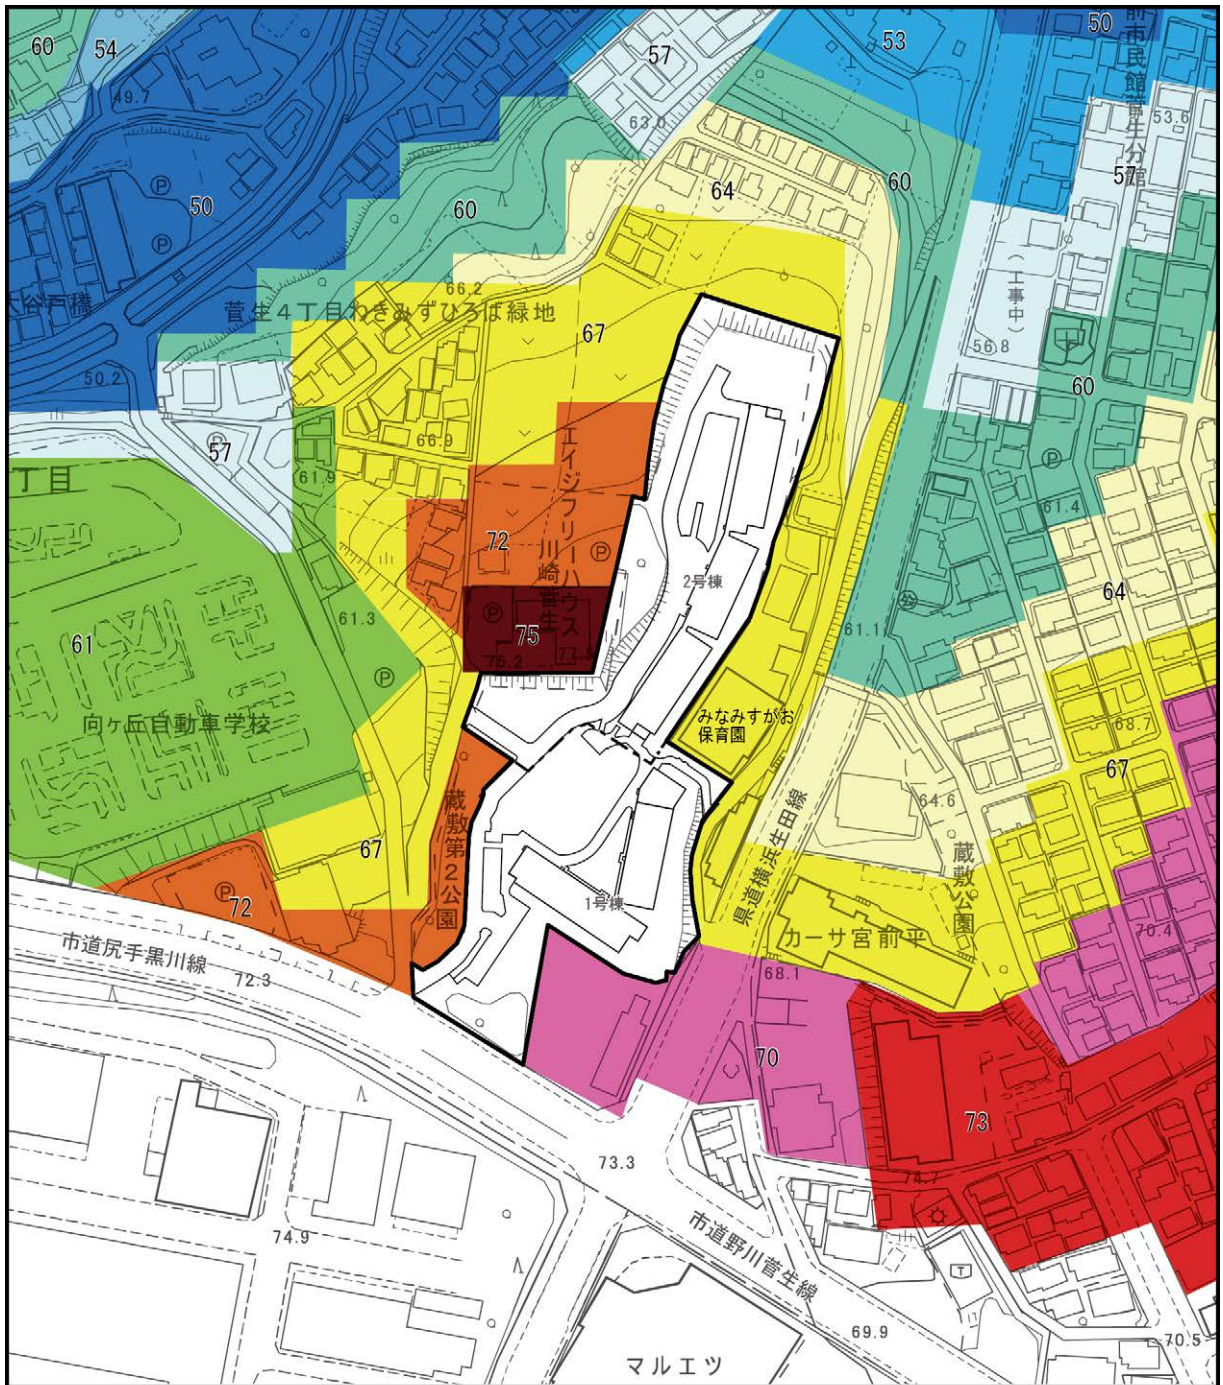 60
54
57
53
50
前市民館菅生分館
49.7
63.0
53.6
P
50
P
60
64
60
57
(工事中)
66.2
菅生4丁目わきみずひろば緑地
67
56.8
50.2
60
57
66.9
エイジフリーハウス
川崎菅生
61.9
丁目
P
61.4
72
P
2号棟
64
61.3
P
75
75.2
61.1
61
P
向ヶ丘自動車学校
みなみすがお
保育園
68.7
67
64.6
蔵敷第2公園
県道横浜生田線
蔵敷公園
67
P
72
1号棟
カーサ宮前平
70.4
市道尻手黒川線
72.3
68.1
70
73
73.3
74.7
74.9
市道野川菅生線
T
69.9
70.5
マルエツ